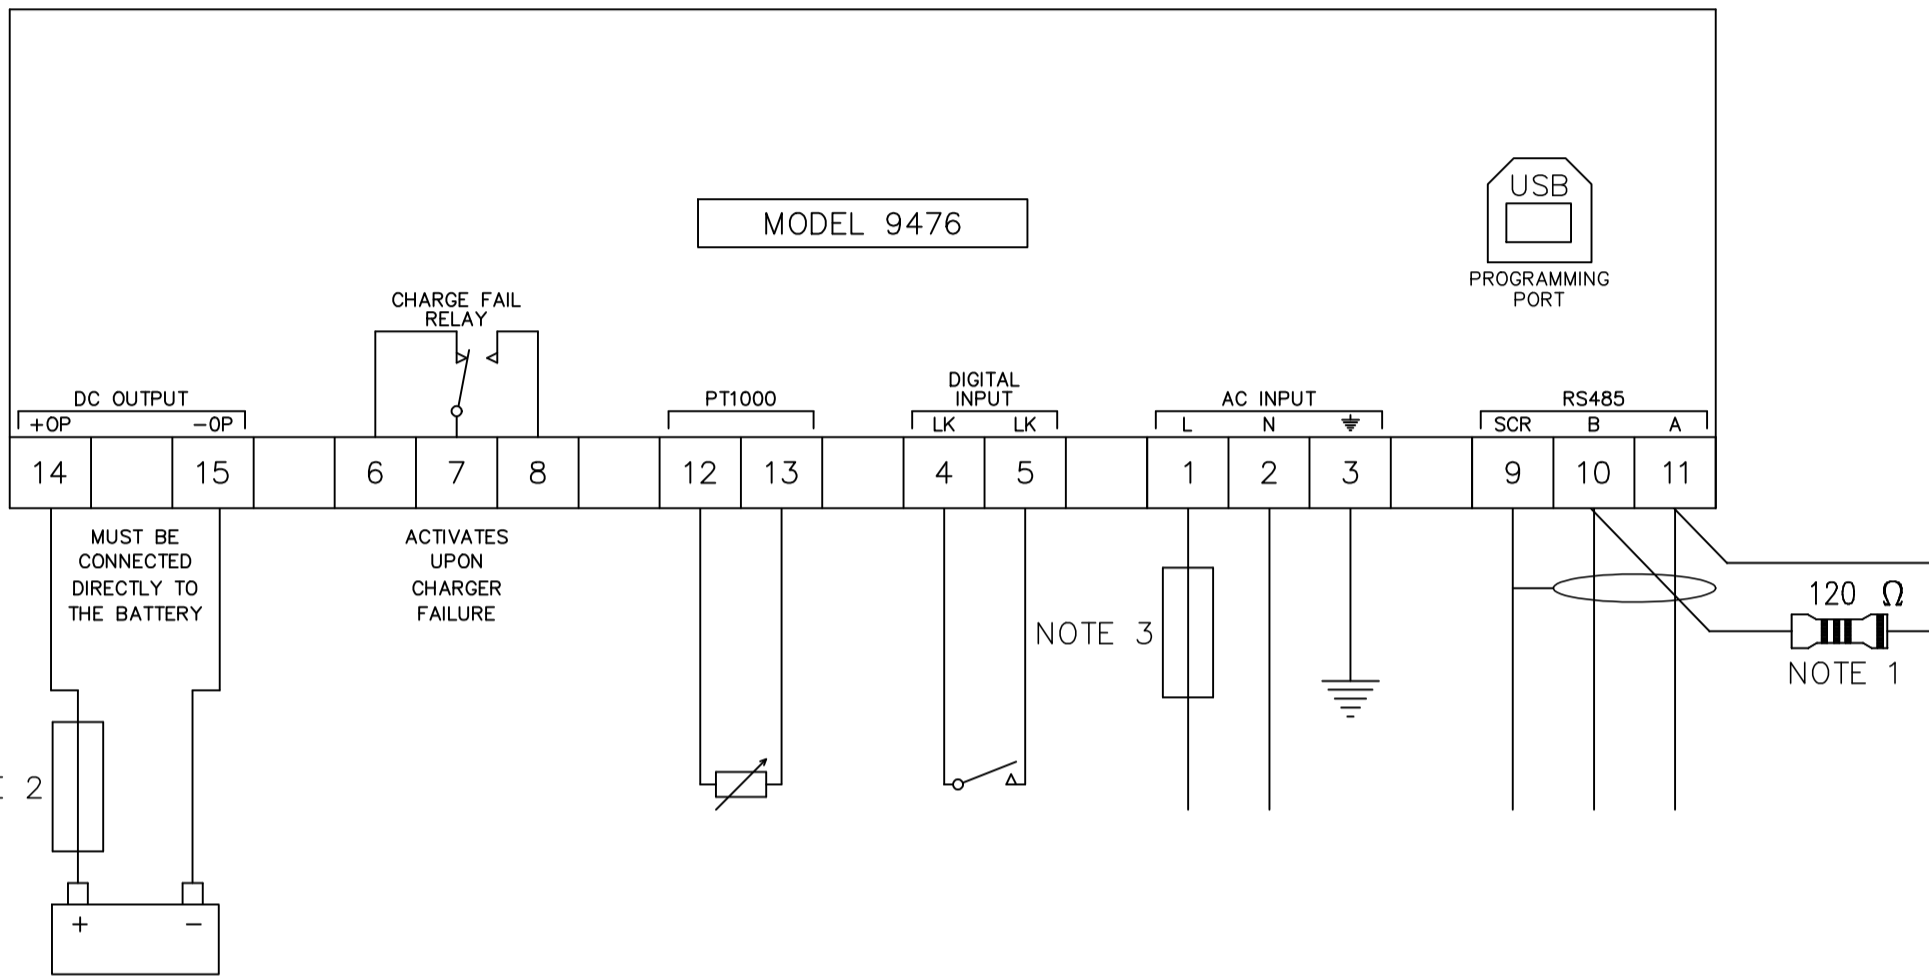 USB
MODEL 9476
PROGRAMMING
PORT
CHARGE FAIL
RELAY
DC OUTPUT
+OP
-OP
PT1000
DIGITAL
INPUT
LK
LK
AC INPUT
L
N
RS485
SCR
B
A
14
15
6
7
8
12
13
4
5
1
2
3
9
10
11
MUST BE
CONNECTED
DIRECTLY TO
THE BATTERY
ACTIVATES
UPON
CHARGER
FAILURE
120 Ω
NOTE 3
NOTE 1
2
+
-